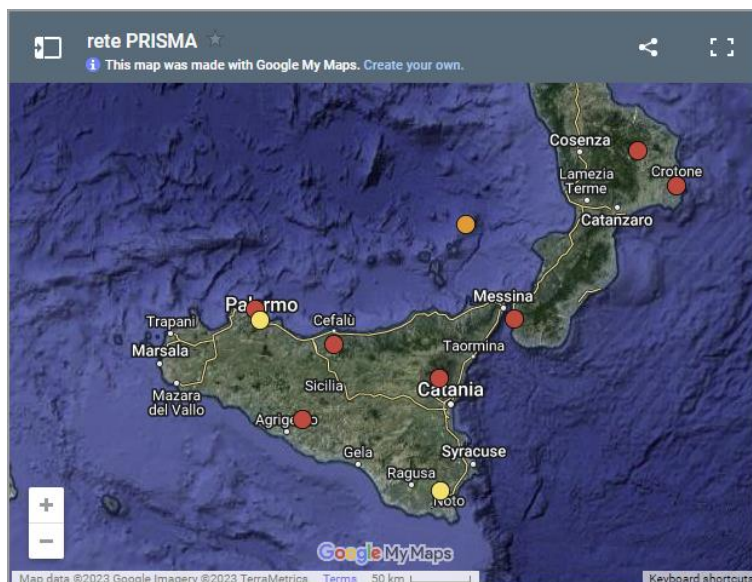 rete PRISMA
This map was made with Google My Maps. Create your own.
Cosenza
Crotone
Lamezia
Terme
Catanzaro
Messina
Palermo
Cefalù
Trapani
Taormina
Marsala
Sicilia
Catania
Mazara
del Vallo
Agrigento
Gela
Syracuse
Ragusa
Noto
Google My Maps
Map data ©2023 Google Imagery ©2023 TerraMetrics
Terms
50 km
Keyboard shortcuts